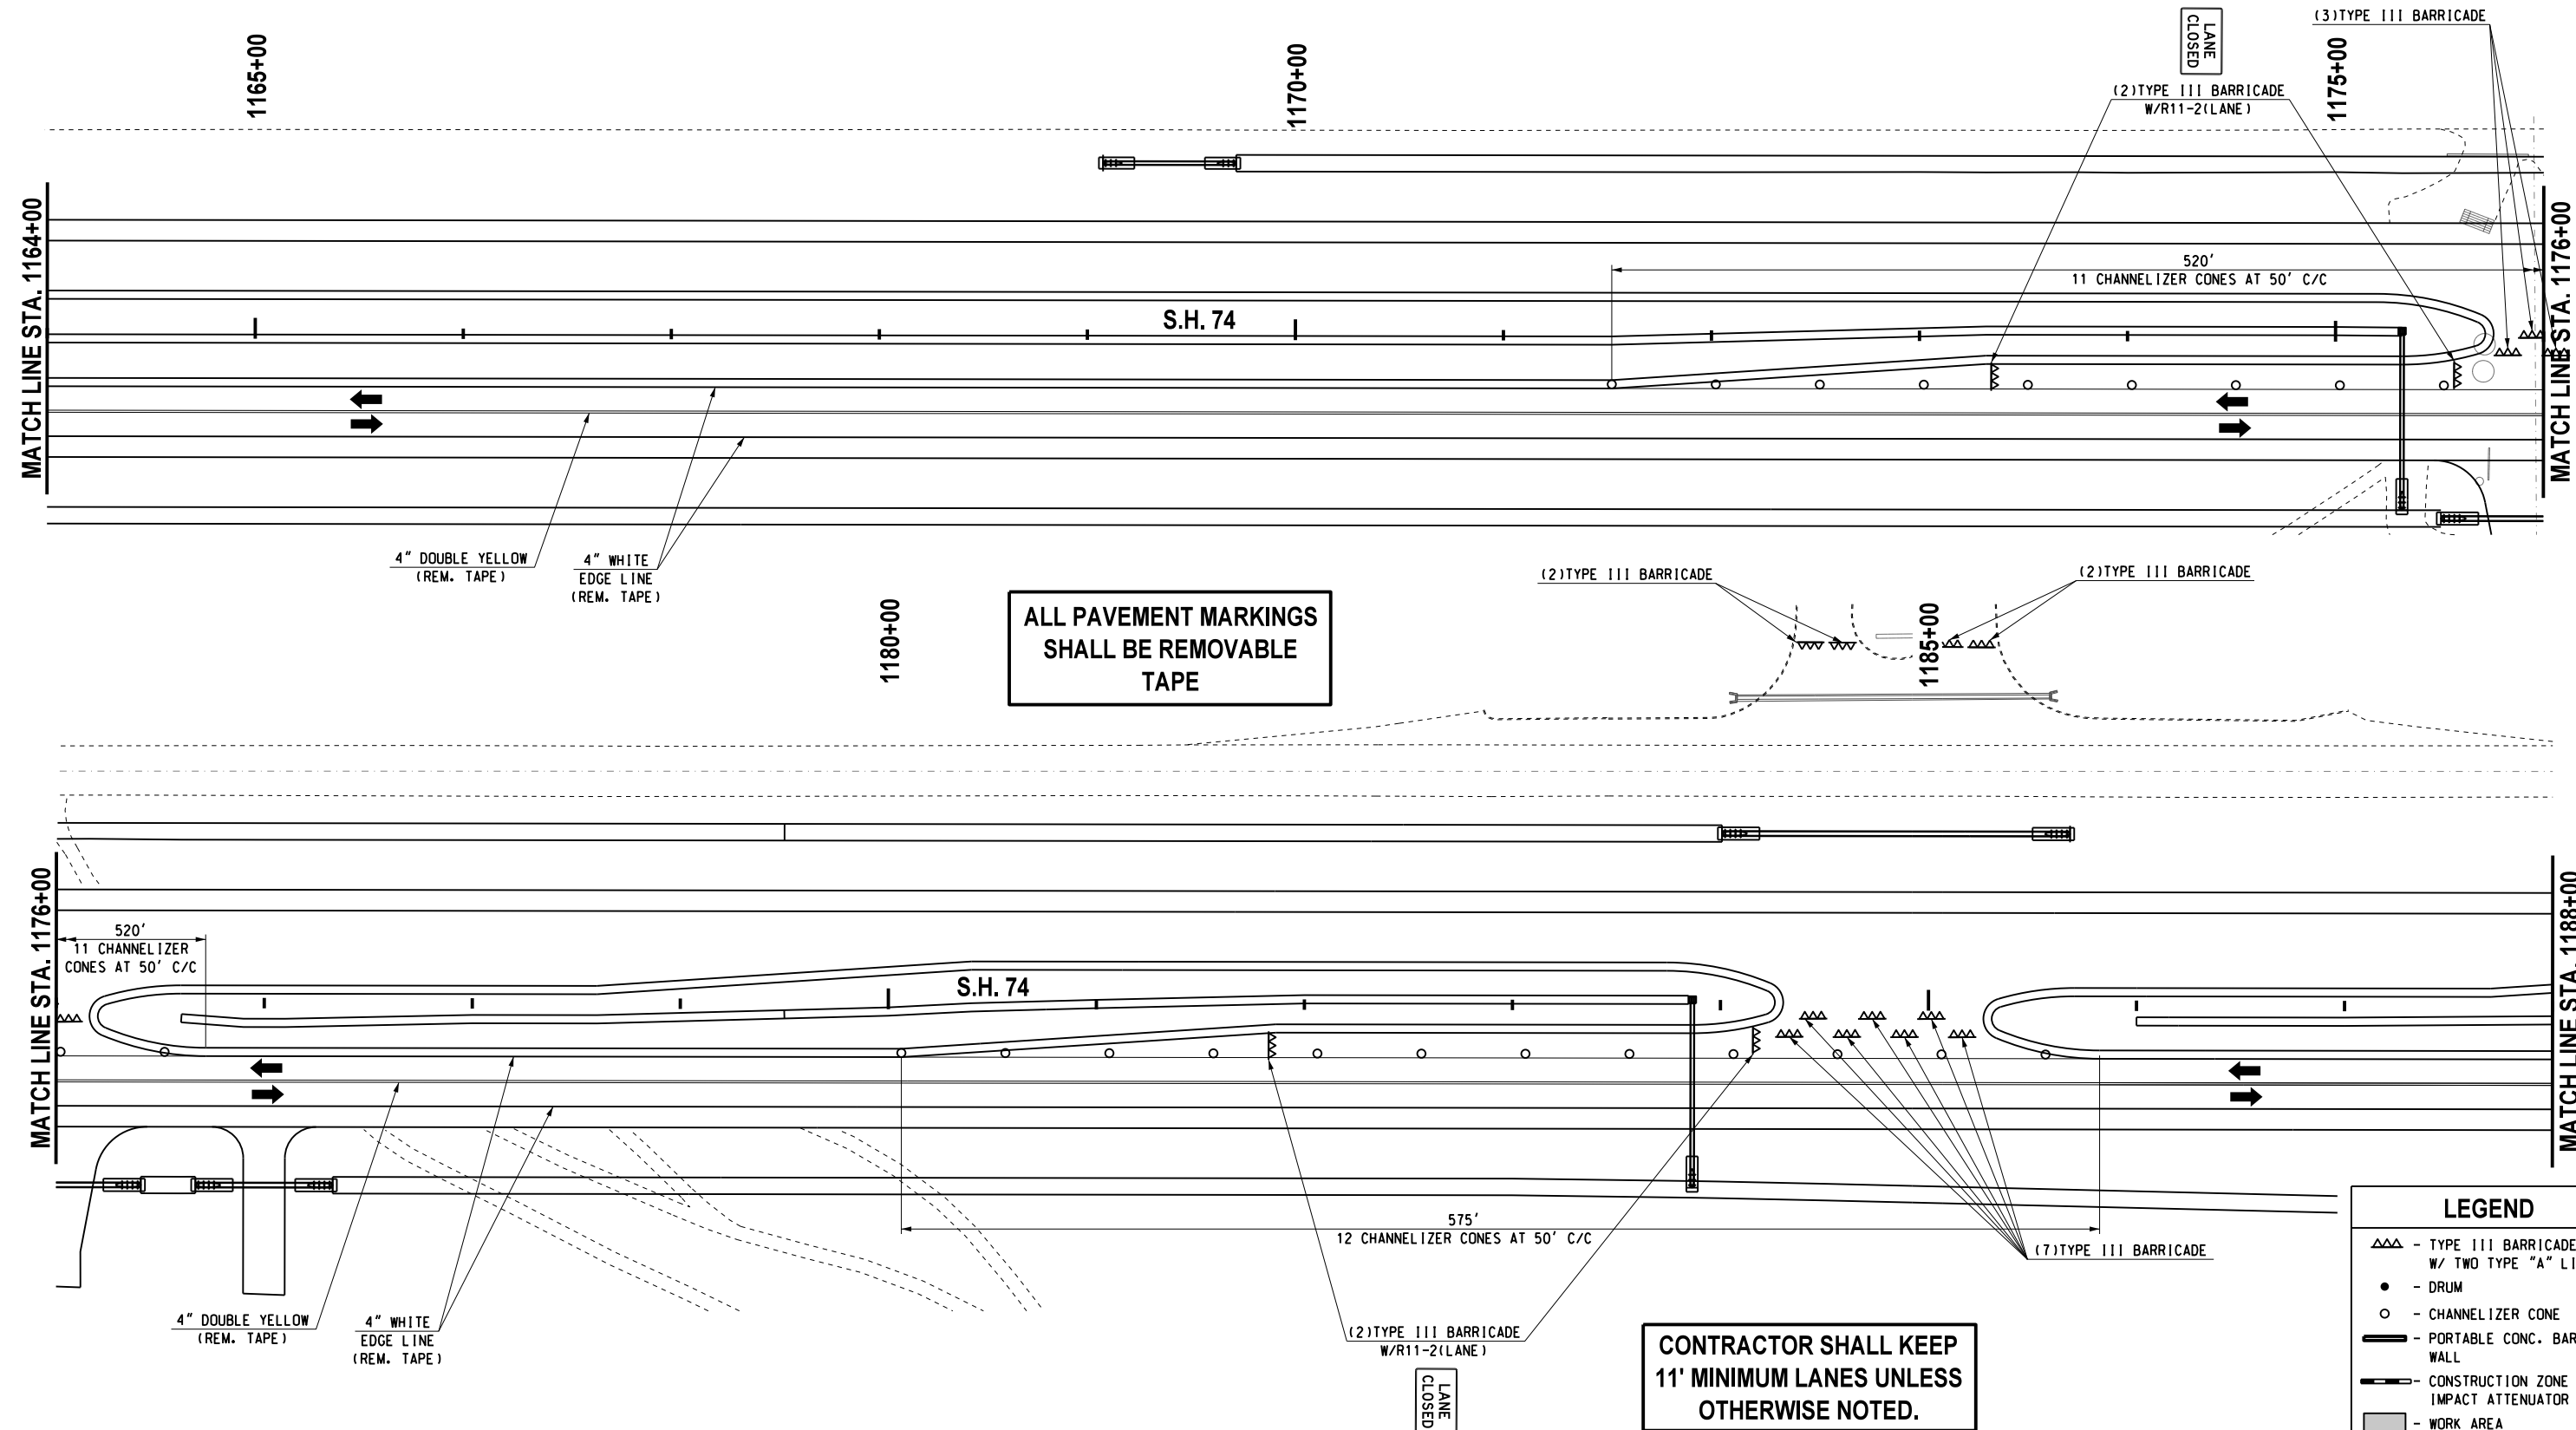 1165+00
1170+00
LANE
CLOSED
1175+00
(3)TYPE III BARRICADE
(2)TYPE III BARRICADE
W/R11-2(LANE)
MATCH LINE STA. 1164+00
MATCH LINE STA. 1176+00
520'
11 CHANNELIZER CONES AT 50' C/C
S.H. 74
4" DOUBLE YELLOW
(REM. TAPE)
4" WHITE
EDGE LINE
(REM. TAPE)
1180+00
ALL PAVEMENT MARKINGS
SHALL BE REMOVABLE
TAPE
(2)TYPE III BARRICADE
(2)TYPE III BARRICADE
1185+00
MATCH LINE STA. 1176+00
MATCH LINE STA. 1188+00
520'
11 CHANNELIZER
CONES AT 50' C/C
S.H. 74
575'
12 CHANNELIZER CONES AT 50' C/C
(7)TYPE III BARRICADE
4" DOUBLE YELLOW
(REM. TAPE)
4" WHITE
EDGE LINE
(REM. TAPE)
(2)TYPE III BARRICADE
W/R11-2(LANE)
LANE
CLOSED
CONTRACTOR SHALL KEEP
11' MINIMUM LANES UNLESS
OTHERWISE NOTED.
LEGEND
- TYPE III BARRICADE
W/ TWO TYPE "A" LI
- DRUM
- CHANNELIZER CONE
- PORTABLE CONC. BAR
WALL
- CONSTRUCTION ZONE
IMPACT ATTENUATOR
- WORK AREA